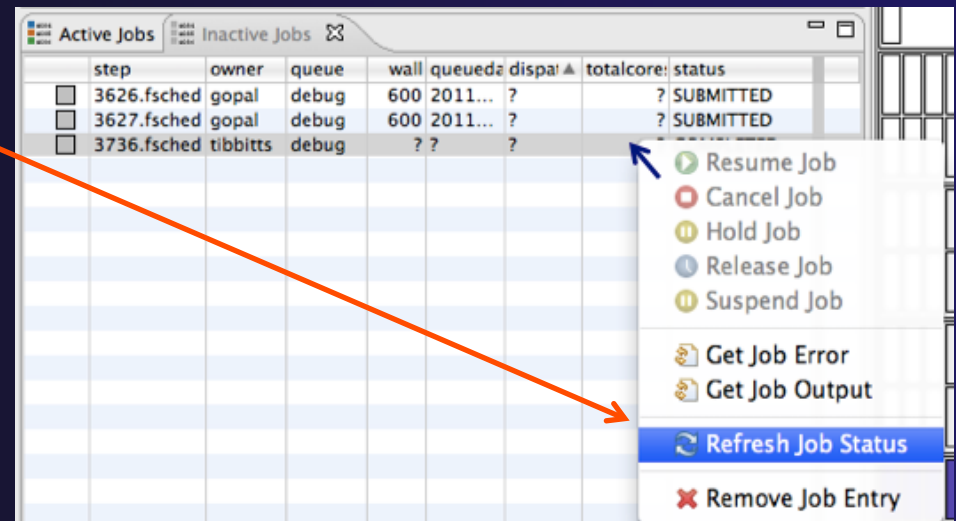 Active Jobs Inactive Jobs
step owner queue wall queueda dispat totalcore: status
3626.fsched gopal debug 600 2011... ? ? SUBMITTED
3627.fsched gopal debug 600 2011... ? ? SUBMITTED
3736.fsched tibbitts debug ? ? ?
Resume Job
Cancel Job
Hold Job
Release Job
Suspend Job
Get Job Error
Get Job Output
Refresh Job Status
Remove Job Entry